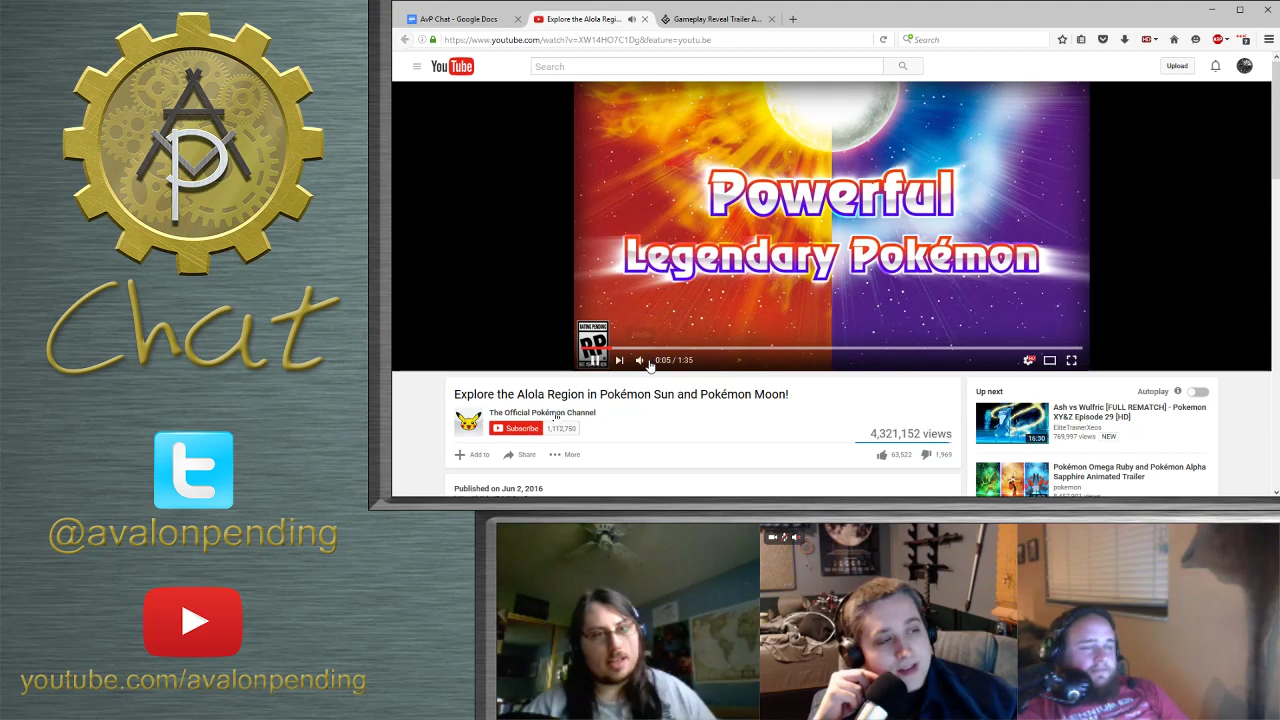 AP
Chat
@avalonpending
youtube.com/avalonpending
AvP Chat - Google Docs
Explore the Alola Regi...
Gameplay Reveal Trailer A...
https://www.youtube.com/watch?v=XW14HO7C1Dg&feature=youtu.be
Search
YouTube
Search
Upload
Powerful
Legendary Pokémon
RATING PENDING
RP
0:05 / 1:35
Explore the Alola Region in Pokémon Sun and Pokémon Moon!
The Official Pokémon Channel
Subscribe 1,112,750
4,321,152 views
Add to Share More
63,522 1,969
Published on Jun 2, 2016
Up next
Autoplay
Ash vs Wulfric [FULL REMATCH] - Pokemon
XY&Z Episode 29 [HD]
EliteTrainerXeos
769,997 views NEW
16:30
Pokémon Omega Ruby and Pokémon Alpha
Sapphire Animated Trailer
pokemon